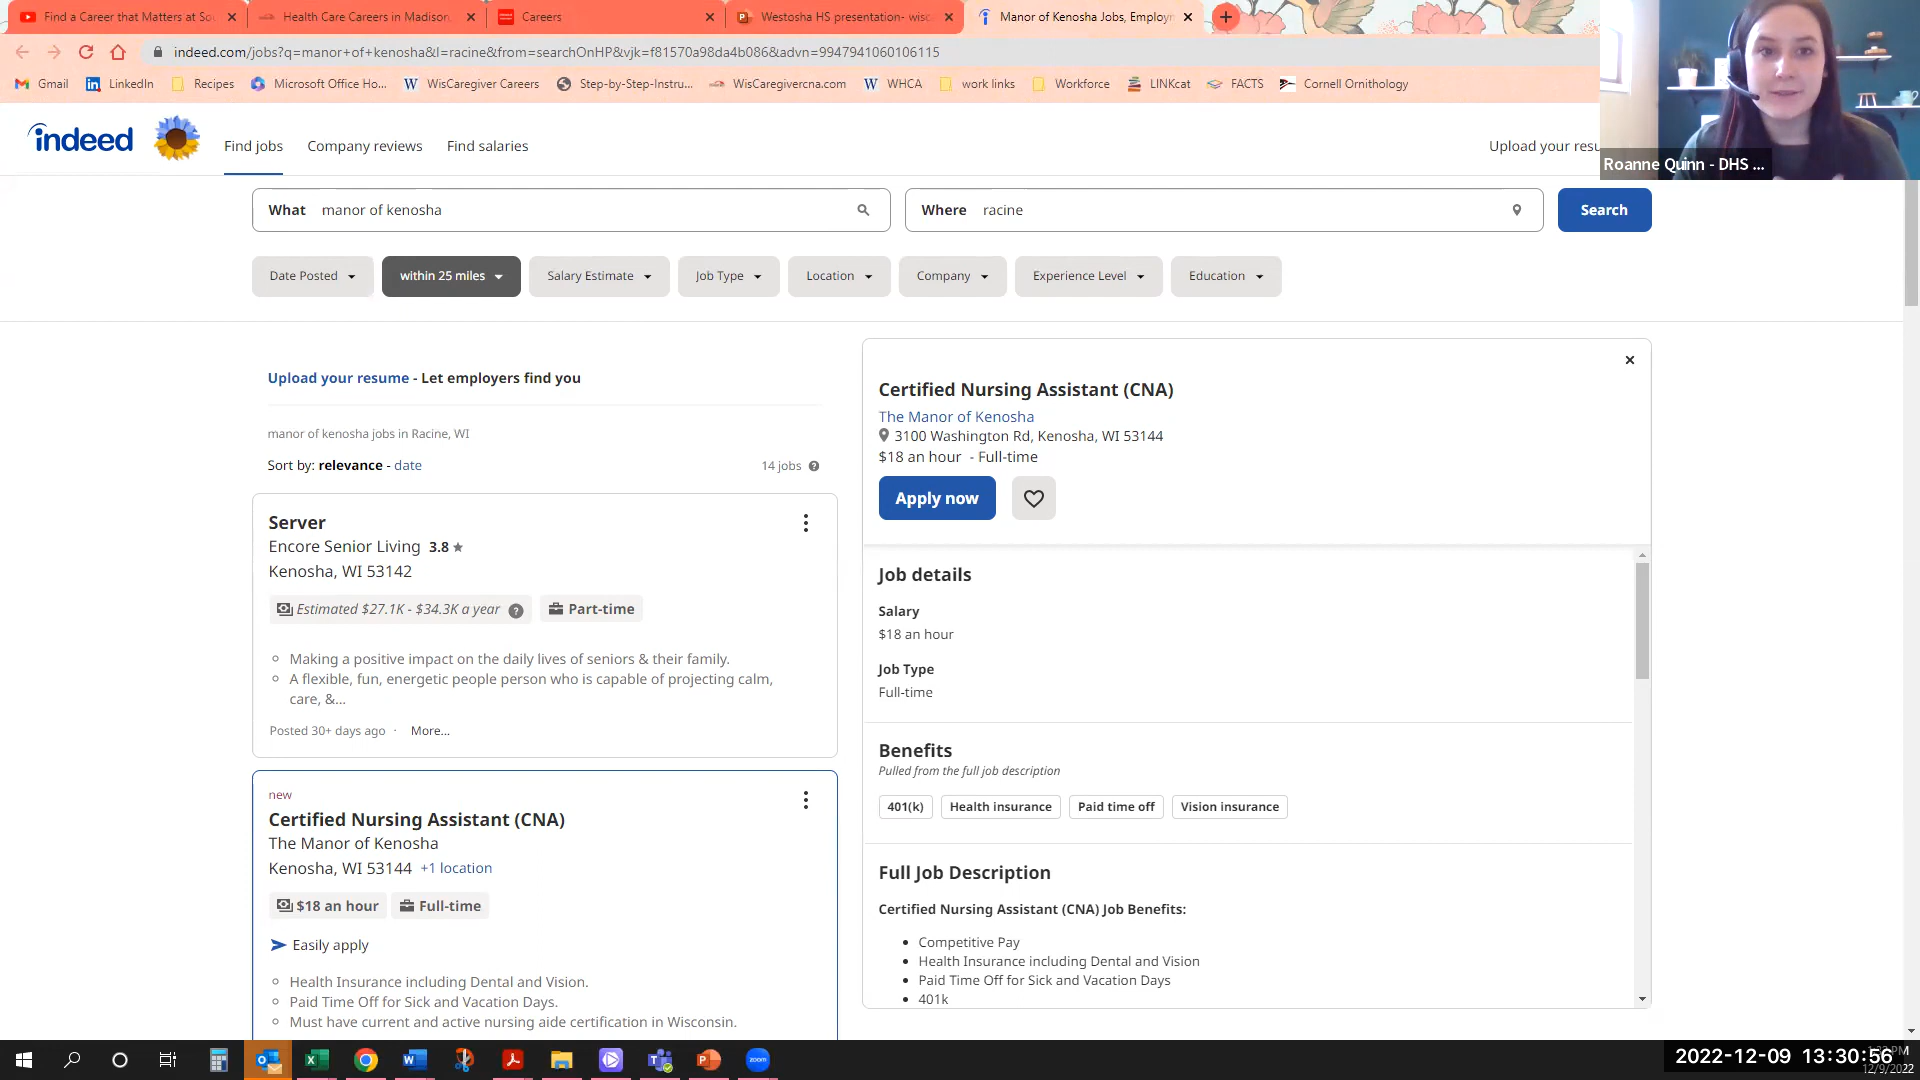 Find a Career that Matters at So
Health Care Careers in Madison,
Careers
Westosha HS presentation- wisc
Manor of Kenosha Jobs, Employm
indeed.com/jobs?q=manor+of+kenosha&l=racine&from=searchOnHP&vjk=f81570a98da4b086&advn=9947941060106115
Gmail
LinkedIn
Recipes
Microsoft Office Ho...
WisCaregiver Careers
Step-by-Step-Instru...
WisCaregivercna.com
WHCA
work links
Workforce
LINKcat
FACTS
Cornell Ornithology
indeed
Find jobs
Company reviews
Find salaries
Upload your resu
Roanne Quinn - DHS ...
What manor of kenosha
Where racine
Search
Date Posted
within 25 miles
Salary Estimate
Job Type
Location
Company
Experience Level
Education
Upload your resume - Let employers find you
manor of kenosha jobs in Racine, WI
Sort by: relevance - date
14 jobs
Server
Encore Senior Living 3.8
Kenosha, WI 53142
Estimated $27.1K - $34.3K a year
Part-time
Making a positive impact on the daily lives of seniors & their family.
A flexible, fun, energetic people person who is capable of projecting calm,
care, &...
Posted 30+ days ago · More...
new
Certified Nursing Assistant (CNA)
The Manor of Kenosha
Kenosha, WI 53144 +1 location
$18 an hour
Full-time
Easily apply
Health Insurance including Dental and Vision.
Paid Time Off for Sick and Vacation Days.
Must have current and active nursing aide certification in Wisconsin.
Certified Nursing Assistant (CNA)
The Manor of Kenosha
3100 Washington Rd, Kenosha, WI 53144
$18 an hour - Full-time
Apply now
Job details
Salary
$18 an hour
Job Type
Full-time
Benefits
Pulled from the full job description
401(k)
Health insurance
Paid time off
Vision insurance
Full Job Description
Certified Nursing Assistant (CNA) Job Benefits:
Competitive Pay
Health Insurance including Dental and Vision
Paid Time Off for Sick and Vacation Days
401k
zoom
2022-12-09 13:30:56
12/9/2022